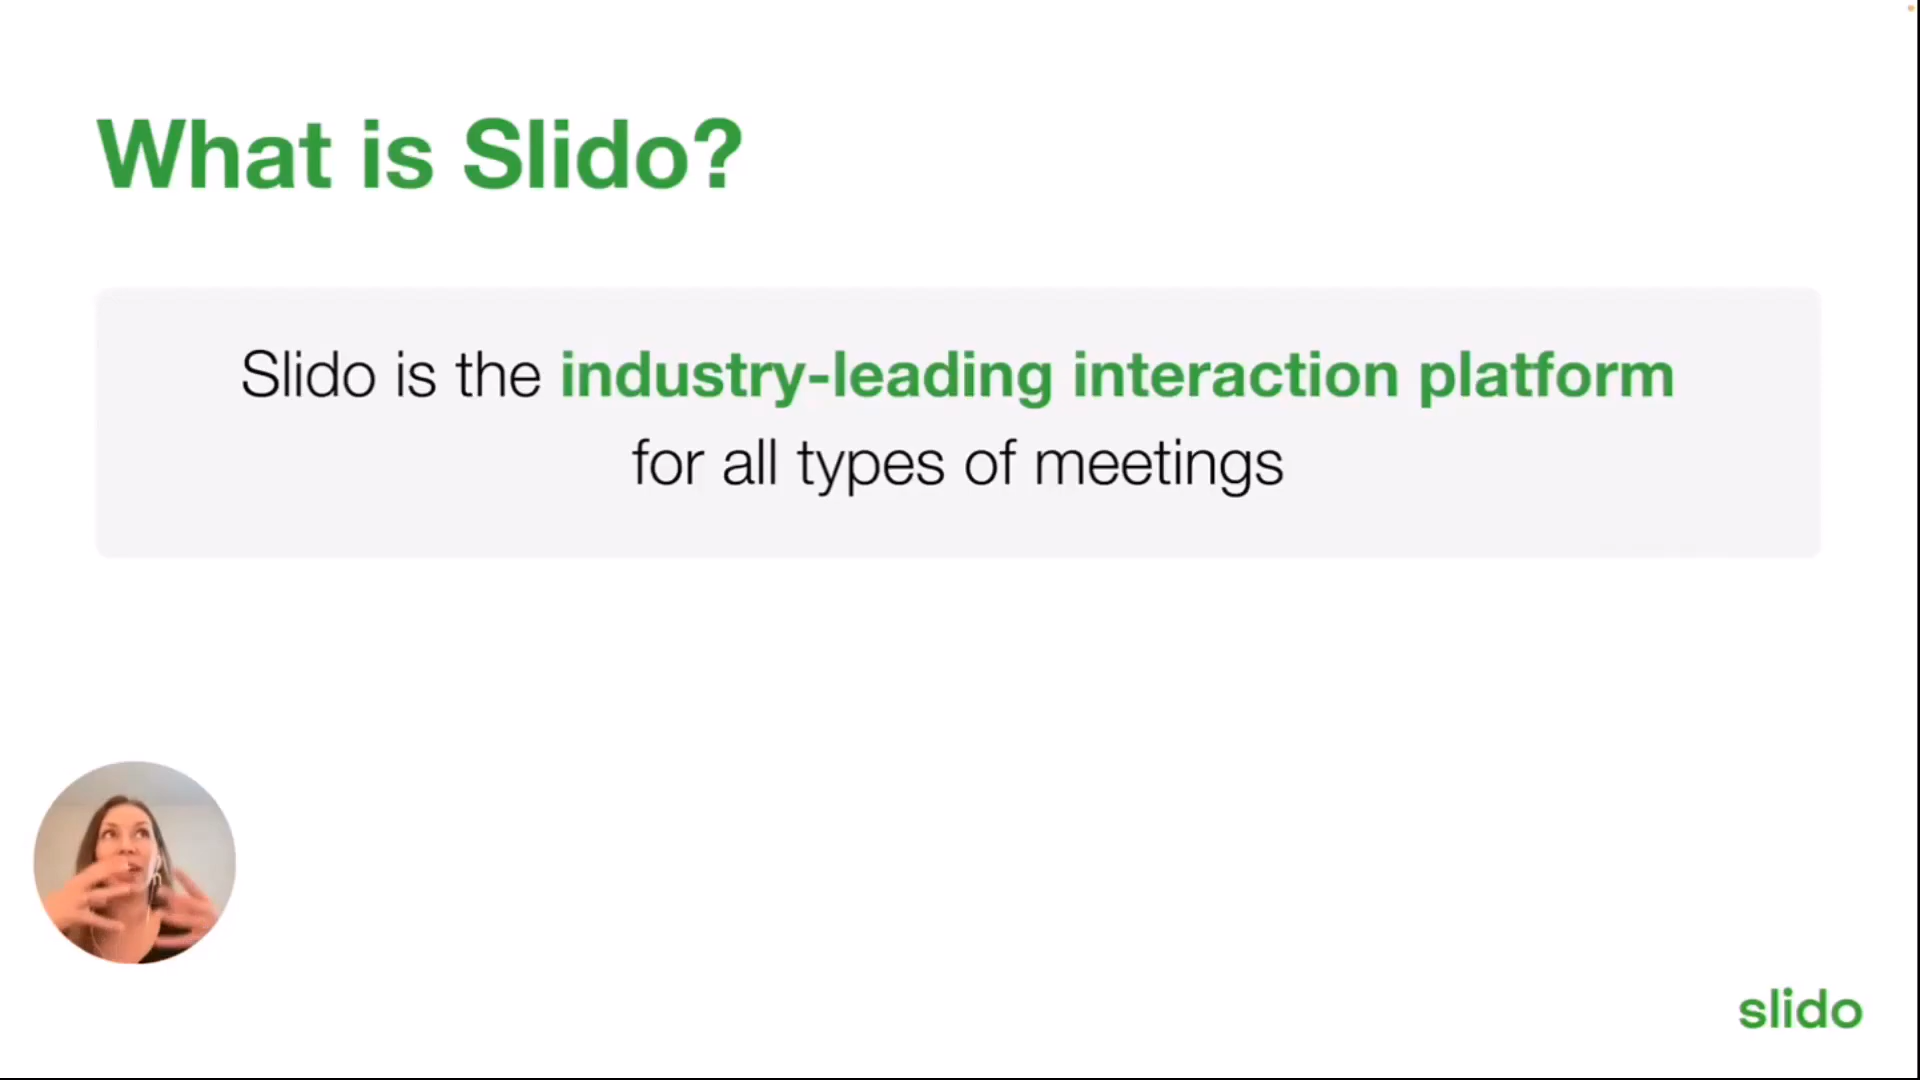 What is Slido?
Slido is the industry-leading interaction platform
for all types of meetings
slido